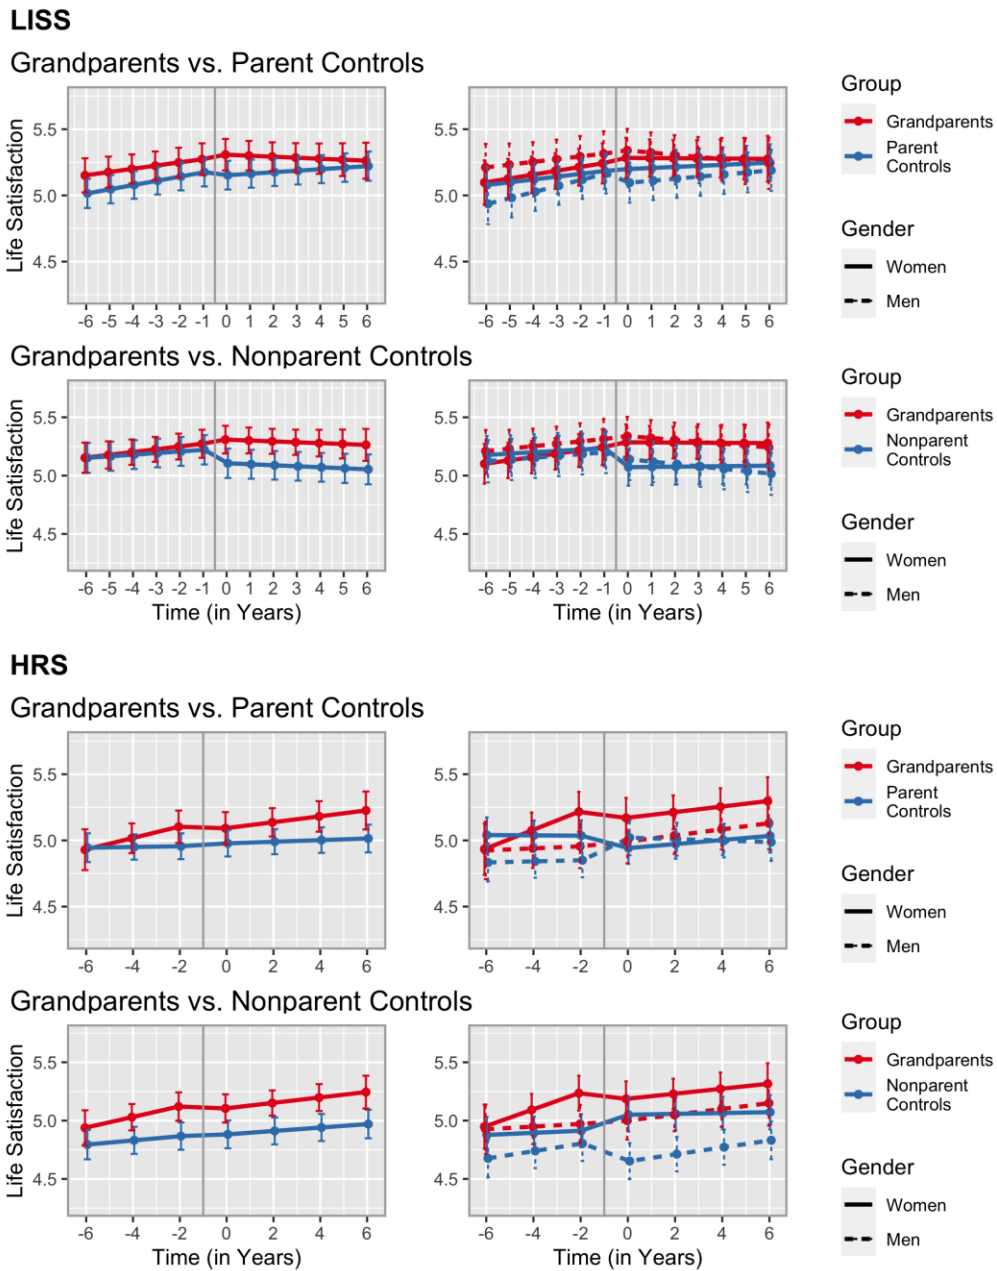 LISS
Grandparents vs. Parent Controls
Life Satisfaction
5.5
5.0
4.5
-6 -5 -4 -3 -2 -1 0 1 2 3 4 5 6
-6 -5 -4 -3 -2 -1 0 1 2 3 4 5 6
Group
Grandparents
Parent
Controls
Gender
Women
Men
Grandparents vs. Nonparent Controls
Life Satisfaction
5.5
5.0
4.5
-6 -5 -4 -3 -2 -1 0 1 2 3 4 5 6
Time (in Years)
5.5
5.0
4.5
-6 -5 -4 -3 -2 -1 0 1 2 3 4 5 6
Time (in Years)
Group
Grandparents
Nonparent
Controls
Gender
Women
Men
HRS
Grandparents vs. Parent Controls
Life Satisfaction
5.5
5.0
4.5
-6 -4 -2 0 2 4 6
5.5
5.0
4.5
-6 -4 -2 0 2 4 6
Group
Grandparents
Parent
Controls
Gender
Women
Men
Grandparents vs. Nonparent Controls
Life Satisfaction
5.5
5.0
4.5
-6 -4 -2 0 2 4 6
Time (in Years)
5.5
5.0
4.5
-6 -4 -2 0 2 4 6
Time (in Years)
Group
Grandparents
Nonparent
Controls
Gender
Women
Men